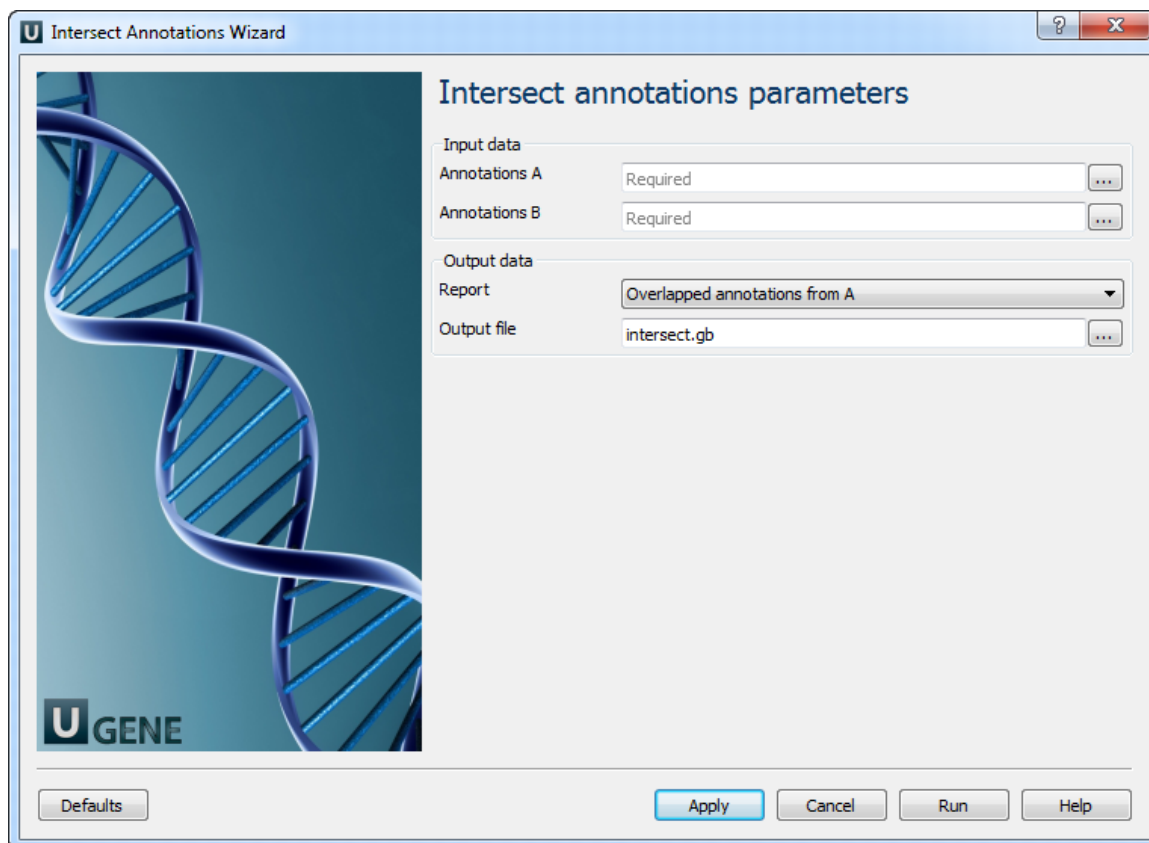 U Intersect Annotations Wizard
?
X
Intersect annotations parameters
Input data
Annotations A Required ...
Annotations B Required ...
Output data
Report Overlapped annotations from A
Output file intersect.gb ...
U GENE
Defaults Apply Cancel Run Help